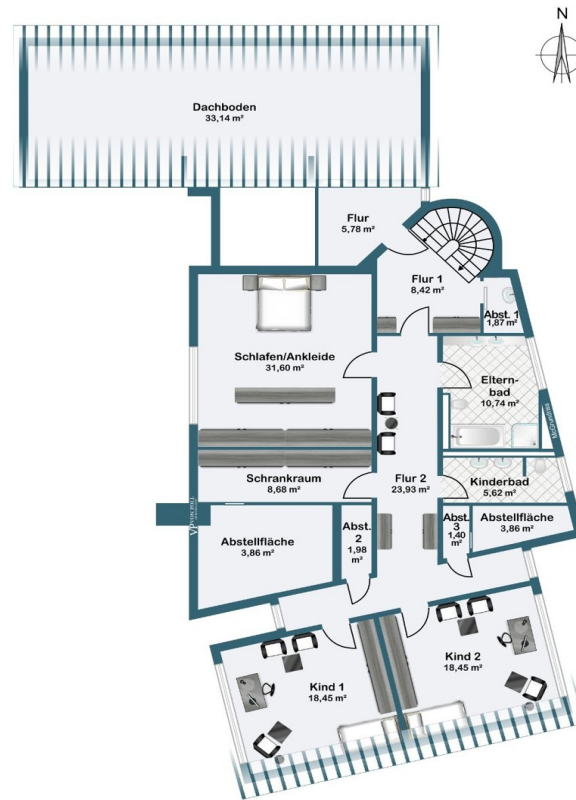 N
Dachboden
33,14 m²
Flur
5,78 m²
Flur 1
8,42 m²
Abst. 1
1,87 m²
Schlafen/Ankleide
31,60 m²
Eltern-
bad
10,74 m²
McGrundriss
Schrankraum
8,68 m²
Flur 2
23,93 m²
Kinderbad
5,62 m²
Abst.
2
1,98
m²
Abst.
3
1,40
m²
Abstellfläche
3,86 m²
Abstellfläche
3,86 m²
Kind 1
18,45 m²
Kind 2
18,45 m²